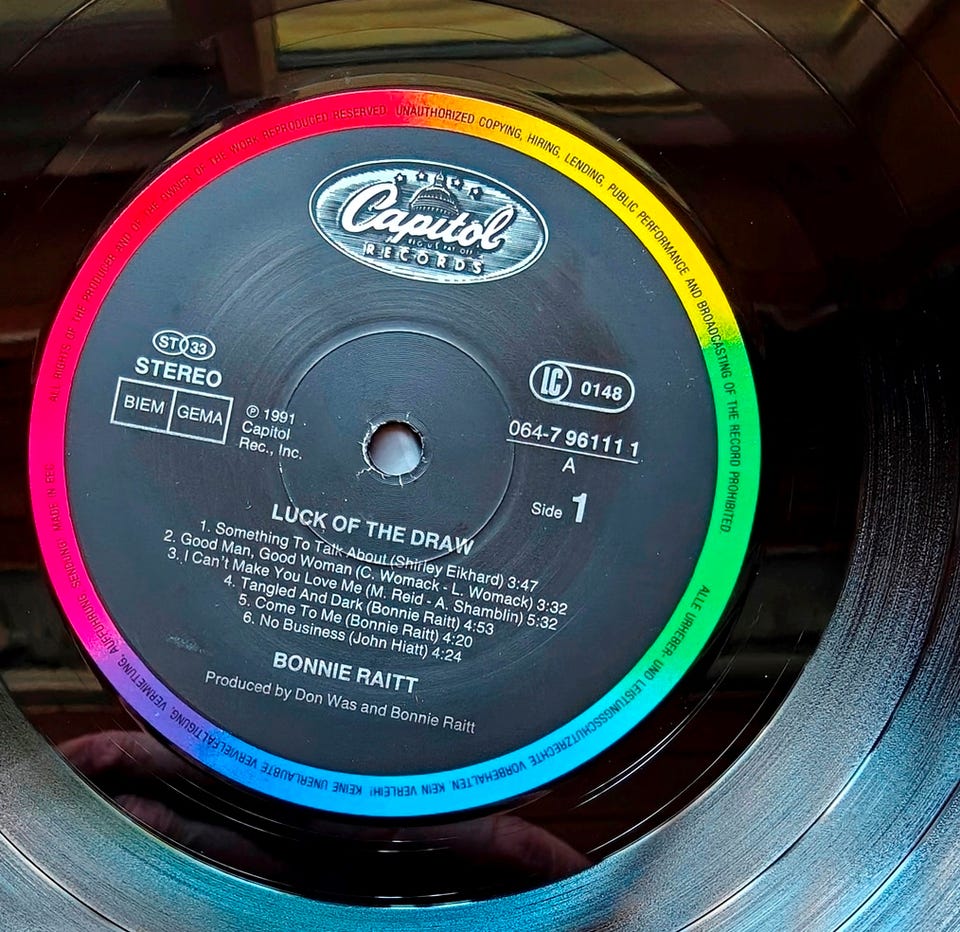 ALL RIGHTS OF THE PRODUCER AND OF THE OWNER OF THE WORK REPRODUCED RESERVED UNAUTHORIZED COPYING, HIRING, LENDING, PUBLIC PERFORMANCE AND BROADCASTING OF THE RECORD PROHIBITED.
Capitol
RECORDS
ST 33
STEREO
BIEM GEMA
℗ 1991
Capitol
Rec., Inc.
LC 0148
064-7 96111 1
A
Side 1
LUCK OF THE DRAW
1. Something To Talk About (Shirley Eikhard) 3:47
2. Good Man, Good Woman (C. Womack - L. Womack) 3:32
3. I Can't Make You Love Me (M. Reid - A. Shamblin) 5:32
4. Tangled And Dark (Bonnie Raitt) 4:53
5. Come To Me (Bonnie Raitt) 4:20
6. No Business (John Hiatt) 4:24
BONNIE RAITT
Produced by Don Was and Bonnie Raitt
ALLE URHEBER- UND LEISTUNGSSCHUTZRECHTE VORBEHALTEN. KEIN VERLEIH! KEINE UNERLAUBTE VERVIELFÄLTIGUNG, VERMIETUNG, AUFFÜHRUNG, SENDUNG! MADE IN EEC